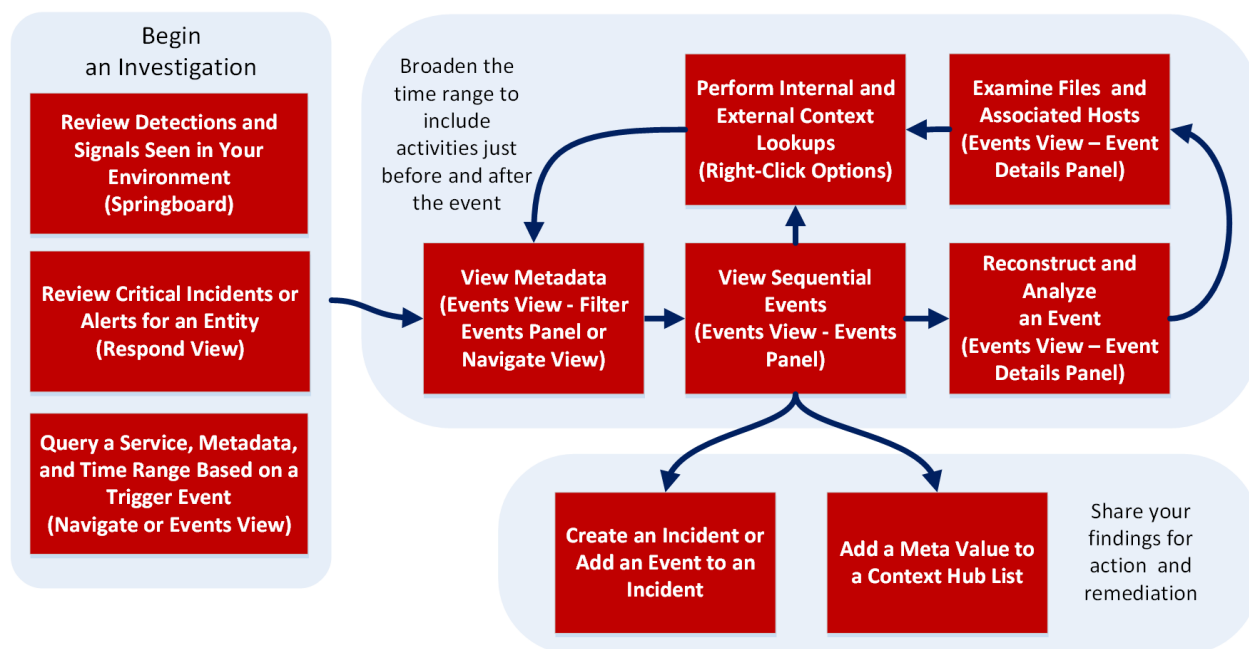 Begin
an Investigation
Review Detections and
Signals Seen in Your
Environment
(Springboard)
Review Critical Incidents or
Alerts for an Entity
(Respond View)
Query a Service, Metadata,
and Time Range Based on a
Trigger Event
(Navigate or Events View)
Broaden the
time range to
include
activities just
before and after
the event
Perform Internal and
External Context
Lookups
(Right-Click Options)
Examine Files and
Associated Hosts
(Events View – Event
Details Panel)
View Metadata
(Events View - Filter
Events Panel or
Navigate View)
View Sequential
Events
(Events View - Events
Panel)
Reconstruct and
Analyze
an Event
(Events View – Event
Details Panel)
Create an Incident or
Add an Event to an
Incident
Add a Meta Value to
a Context Hub List
Share your
findings for
action and
remediation